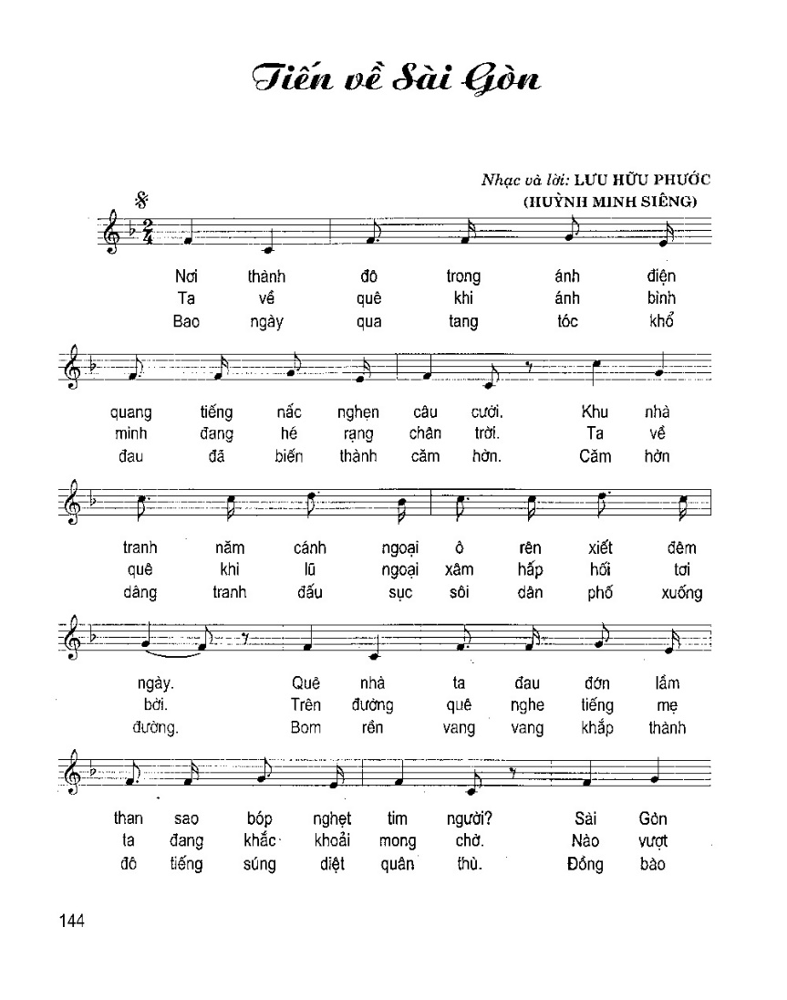 Tiến về Sài Gòn
Nhạc và lời: LƯU HỮU PHƯỚC
(HUỲNH MINH SIÊNG)
2
4
Nơi thành đô trong ánh điện
Ta về quê khi ánh bình
Bao ngày qua tang tóc khổ
quang tiếng nấc nghẹn câu cưới. Khu nhà
minh đang hé rạng chân trời. Ta về
đau đã biến thành căm hờn. Căm hờn
tranh năm cánh ngoại ô rên xiết đêm
quê khi lũ ngoại xâm hấp hối tơi
dâng tranh đấu sục sôi dân phố xuống
ngày. Quê nhà ta đau đớn lầm
bời. Trên đường quê nghe tiếng mẹ
đường. Bom rền vang vang khắp thành
than sao bóp nghẹt tim người? Sài Gòn
ta đang khắc khoải mong chờ. Nào vượt
đô tiếng súng diệt quân thù. Đồng bào
144